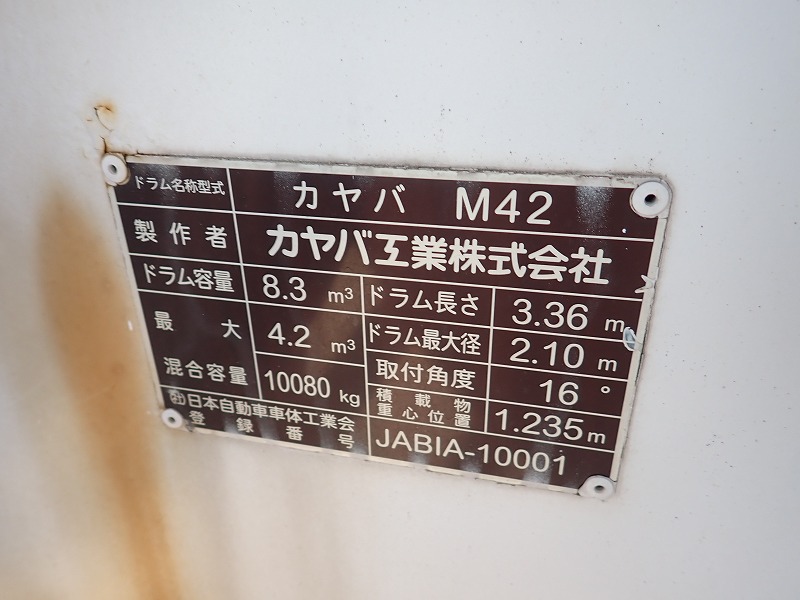 ドラム名称型式 カヤバ M42
製作者 カヤバ工業株式会社
ドラム容量 8.3 m³ ドラム長さ 3.36 m
最大 4.2 m³ ドラム最大径 2.10 m
混合容量 10080 kg 取付角度 16°
積載物
重心位置 1.235m
㈳日本自動車車体工業会
登録番号 JABIA-10001